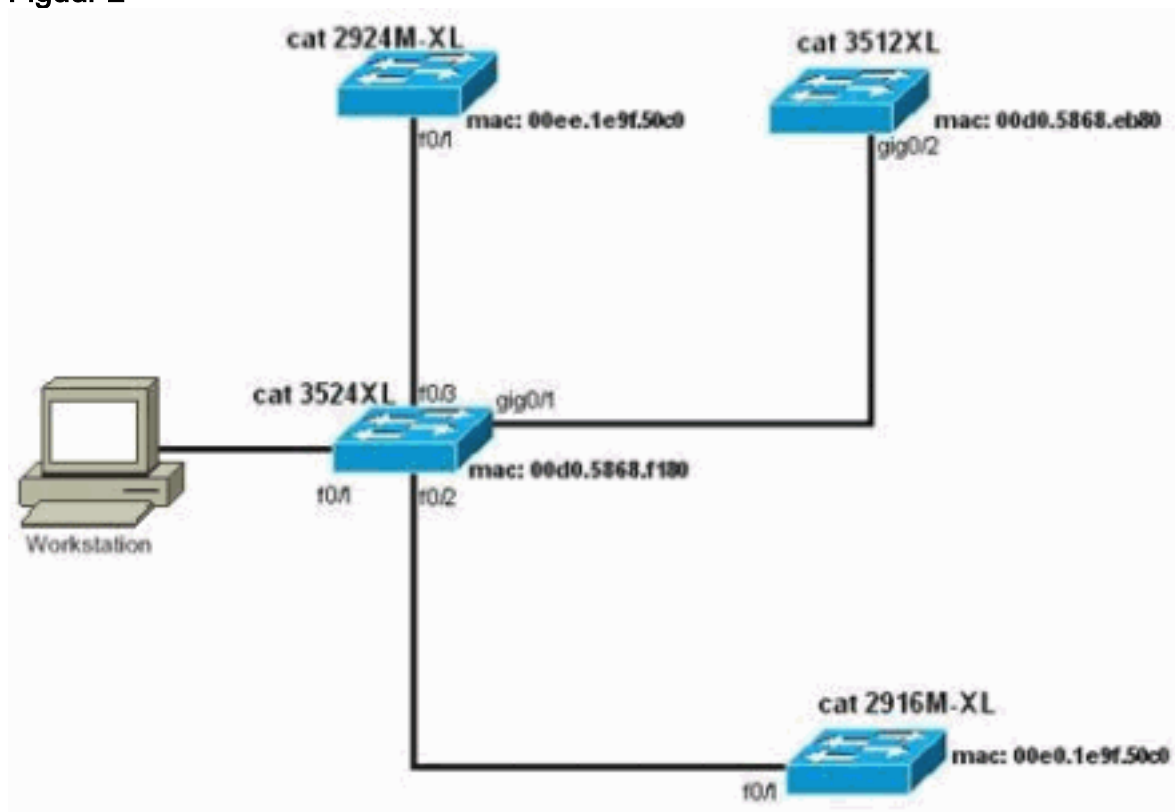 cat 2924M-XL
cat 3512XL
mac: 00ee.1e9f.50c0
mac: 00d0.5868.eb80
f0/1
gig0/2
cat 3524XL
f0/3
gig0/1
mac: 00d0.5868.f180
f0/1
f0/2
Workstation
cat 2916M-XL
mac: 00e0.1e9f.50c0
f0/1